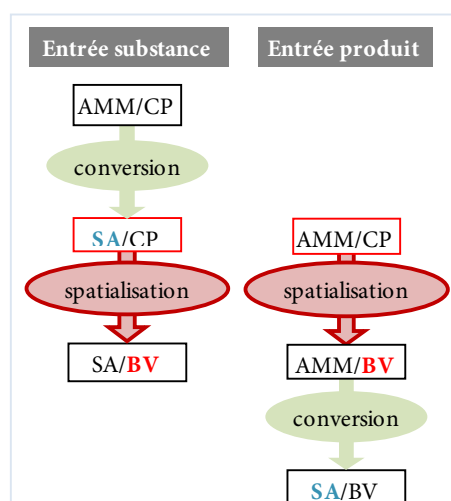 Entrée substance
Entrée produit
AMM/CP
conversion
SA/CP
AMM/CP
spatialisation
spatialisation
SA/BV
AMM/BV
conversion
SA/BV